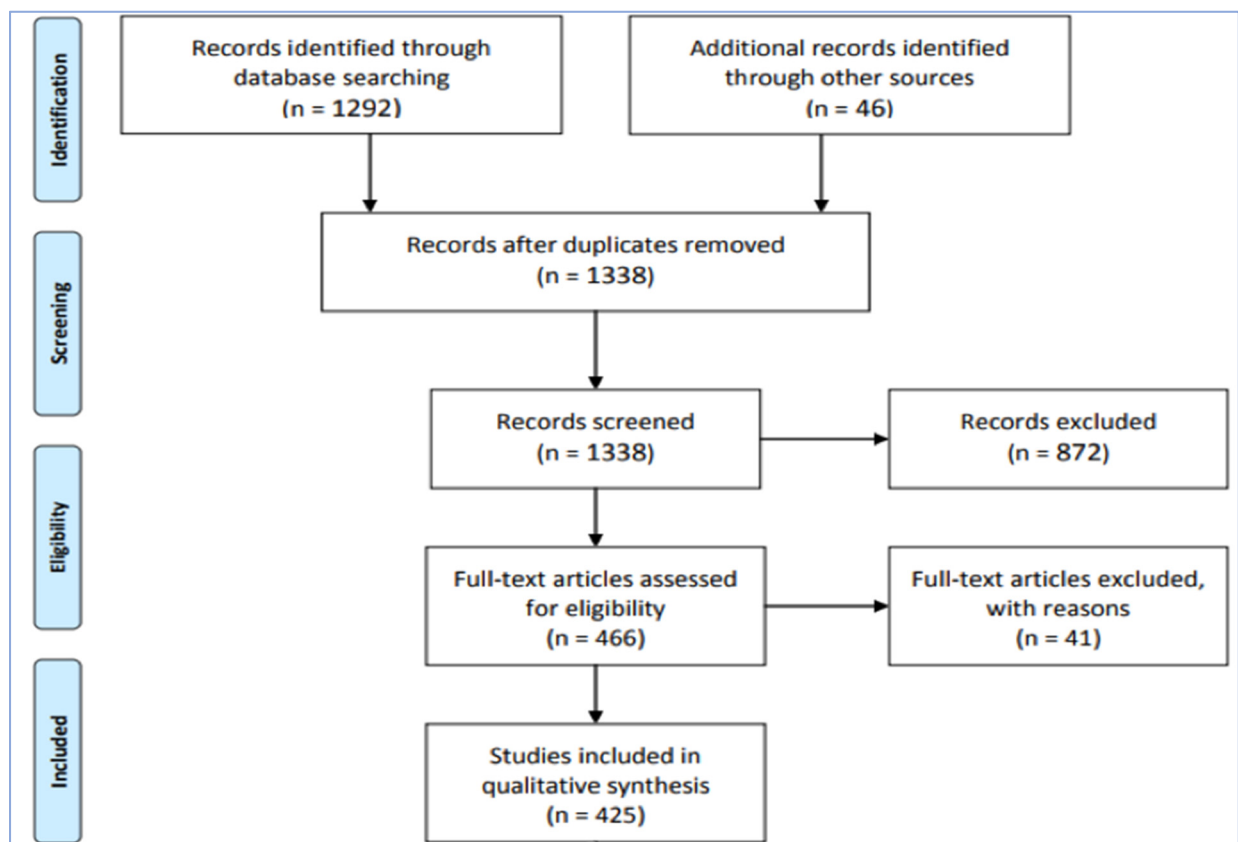 Identification
Records identified through
database searching
(n = 1292)
Additional records identified
through other sources
(n = 46)
Screening
Records after duplicates removed
(n = 1338)
Records screened
(n = 1338)
Records excluded
(n = 872)
Eligibility
Full-text articles assessed
for eligibility
(n = 466)
Full-text articles excluded,
with reasons
(n = 41)
Included
Studies included in
qualitative synthesis
(n = 425)